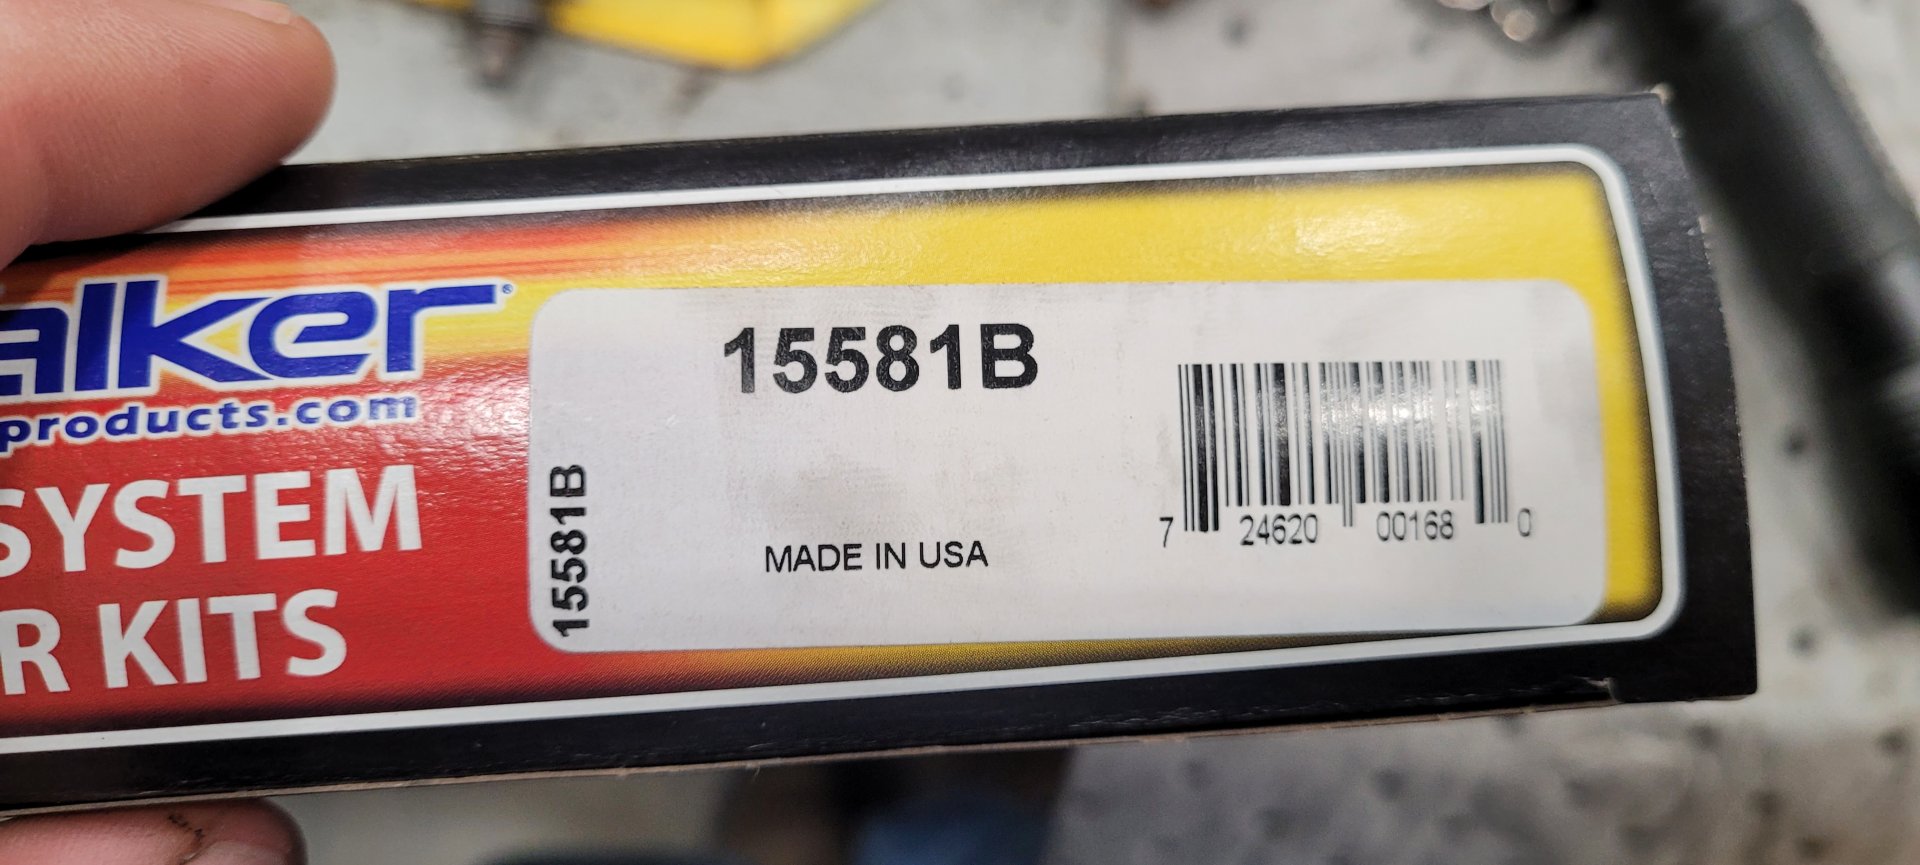 alker®
products.com
SYSTEM
R KITS
15581B
15581B
MADE IN USA
7 24620 00168 0